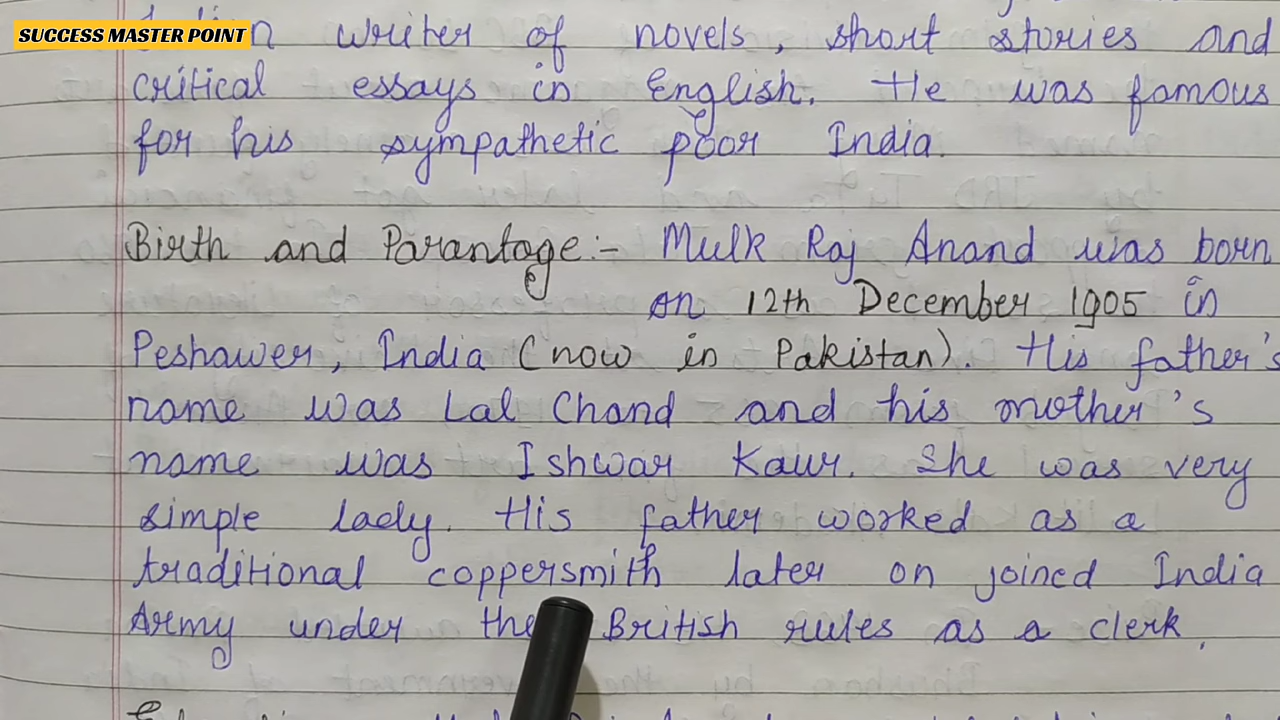 SUCCESS MASTER POINT
writer of novels, short stories and
critical essays in English. He was famous
for his sympathetic poor India.
Birth and Parantage:- Mulk Raj Anand was born
on 12th December 1905 in
Peshawer, India (now in Pakistan). His father's
name was Lal Chand and his mother's
name was Ishwar Kaur. She was very
simple lady. His father worked as a
traditional coppersmith later on joined India
Army under the British rules as a clerk.